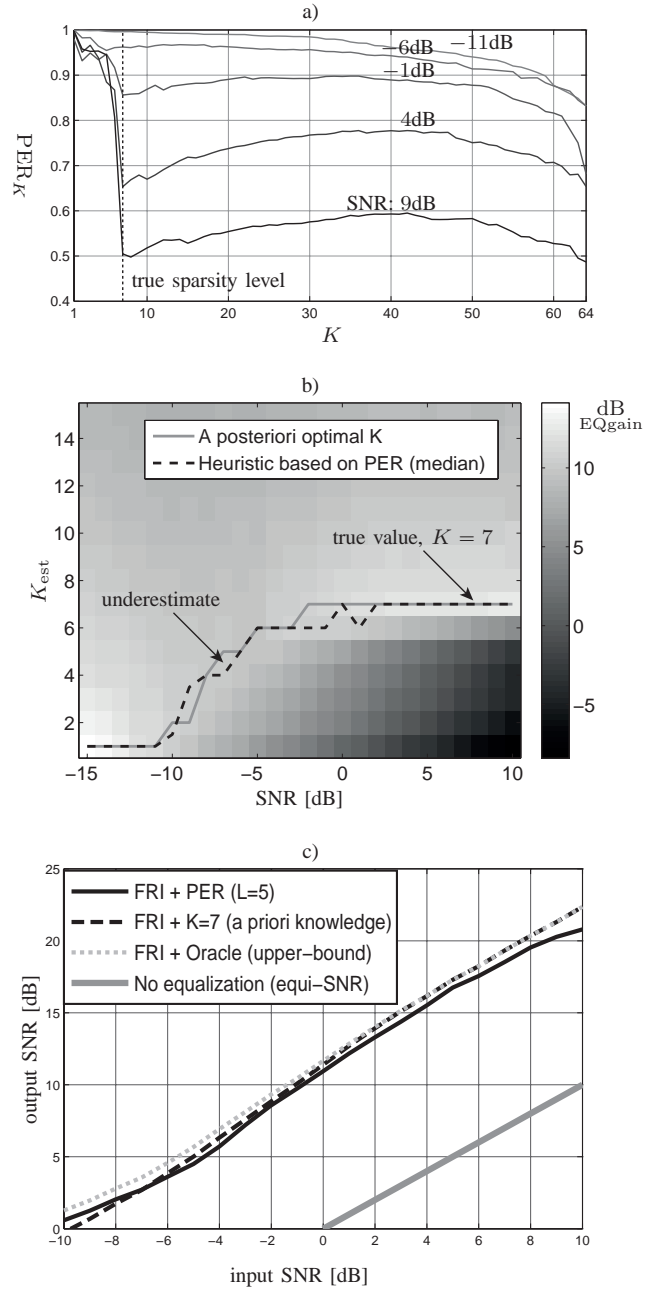 a)
1
0.9
0.8
0.7
0.6
0.5
0.4
PER_K
−6dB
−11dB
−1dB
4dB
SNR: 9dB
true sparsity level
1 10 20 30 40 50 60 64
K
b)
14
12
10
8
6
4
2
K_est
A posteriori optimal K
Heuristic based on PER (median)
true value, K = 7
underestimate
−15 −10 −5 0 5 10
SNR [dB]
dB
EQgain
10
5
0
−5
c)
25
20
15
10
5
0
output SNR [dB]
FRI + PER (L=5)
FRI + K=7 (a priori knowledge)
FRI + Oracle (upper−bound)
No equalization (equi−SNR)
−10 −8 −6 −4 −2 0 2 4 6 8 10
input SNR [dB]